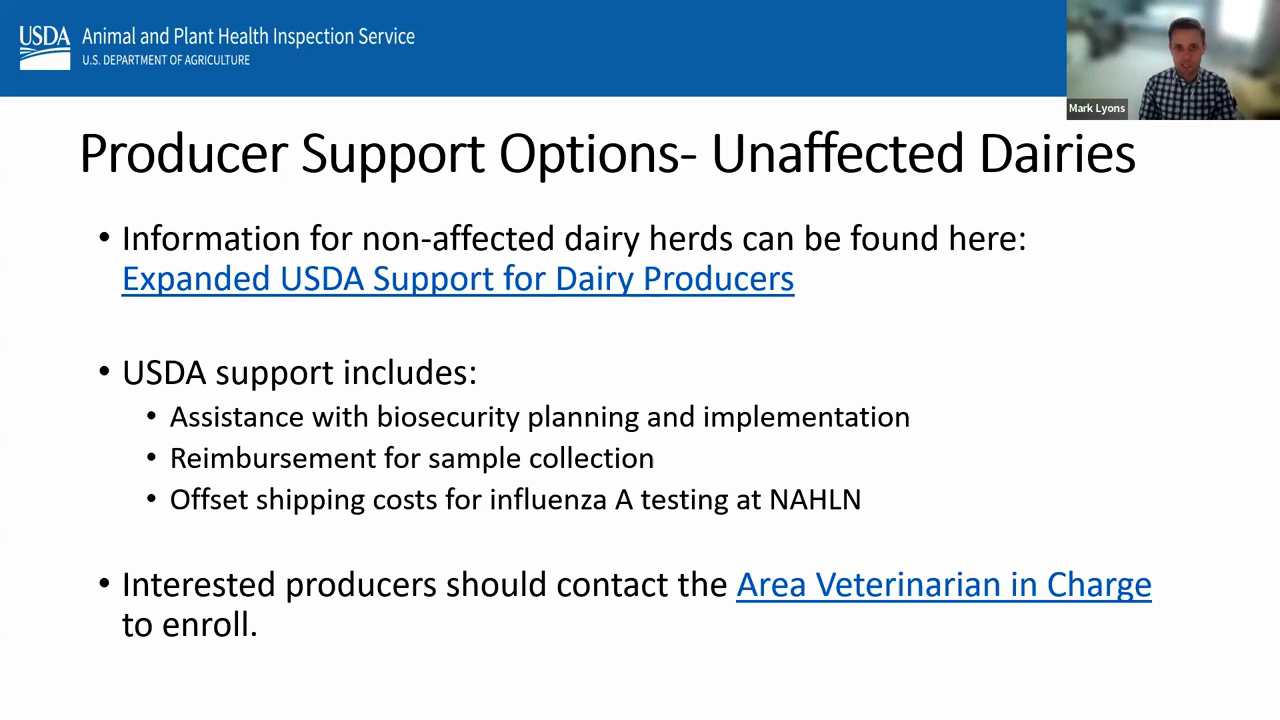 USDA Animal and Plant Health Inspection Service
U.S. DEPARTMENT OF AGRICULTURE
Mark Lyons
Producer Support Options- Unaffected Dairies
• Information for non-affected dairy herds can be found here:
Expanded USDA Support for Dairy Producers
• USDA support includes:
• Assistance with biosecurity planning and implementation
• Reimbursement for sample collection
• Offset shipping costs for influenza A testing at NAHLN
• Interested producers should contact the Area Veterinarian in Charge
to enroll.